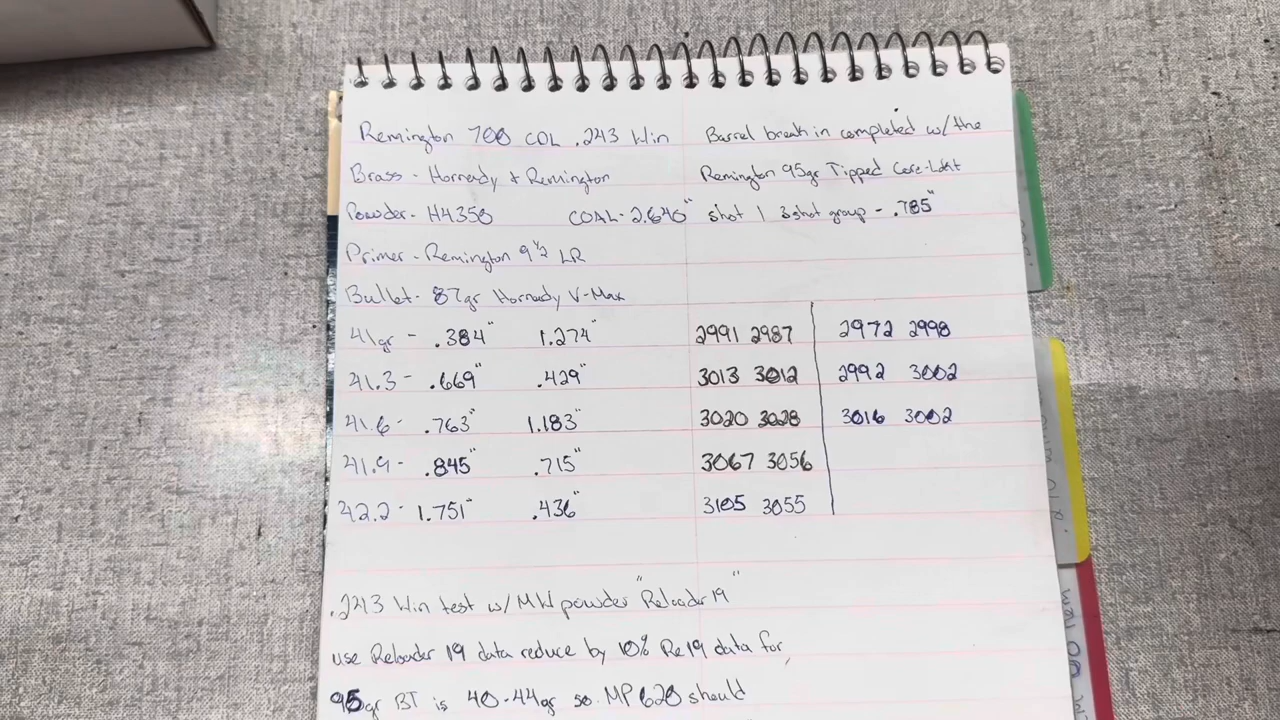 Remington 700 CDL .243 Win Barrel break in completed w/the
Brass - Hornady & Remington Remington 95gr Tipped Core-Lokt
Powder - H4350 COAL - 2.640" shot 1 3 shot group - .785"
Primer - Remington 9 1/2 LR
Bullet - 87gr Hornady V-Max
41gr - .384" 1.274" 2991 2987 2972 2998
41.3 - .669" .429" 3013 3012 2992 3002
41.6 - .763" 1.183" 3020 3028 3016 3002
41.9 - .845" .715" 3067 3056
42.2 - 1.751" .436" 3105 3055
.243 Win test w/ powder "Reloader 19"
use Reloader 19 data reduce by 10% Re19 data for
95gr BT is 40-44gr so MP 620 should